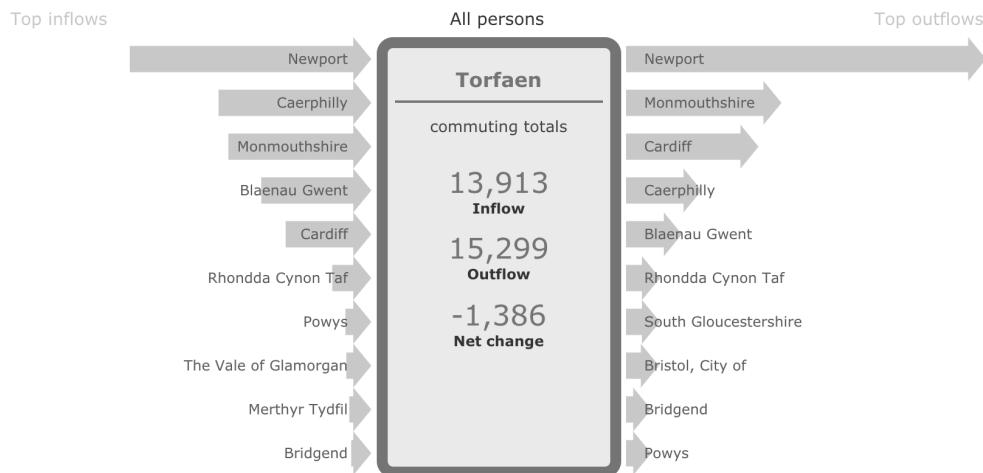 Top inflows
All persons
Top outflows
Newport
Caerphilly
Monmouthshire
Blaenau Gwent
Cardiff
Rhondda Cynon Taf
Powys
The Vale of Glamorgan
Merthyr Tydfil
Bridgend
Torfaen
commuting totals
13,913
Inflow
15,299
Outflow
-1,386
Net change
Newport
Monmouthshire
Cardiff
Caerphilly
Blaenau Gwent
Rhondda Cynon Taf
South Gloucestershire
Bristol, City of
Bridgend
Powys